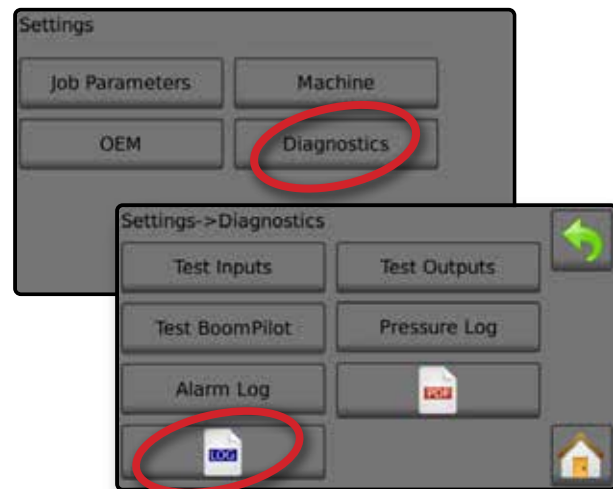 Settings
Job Parameters Machine
OEM Diagnostics
Settings->Diagnostics
Test Inputs Test Outputs
Test BoomPilot Pressure Log
Alarm Log PDF
LOG